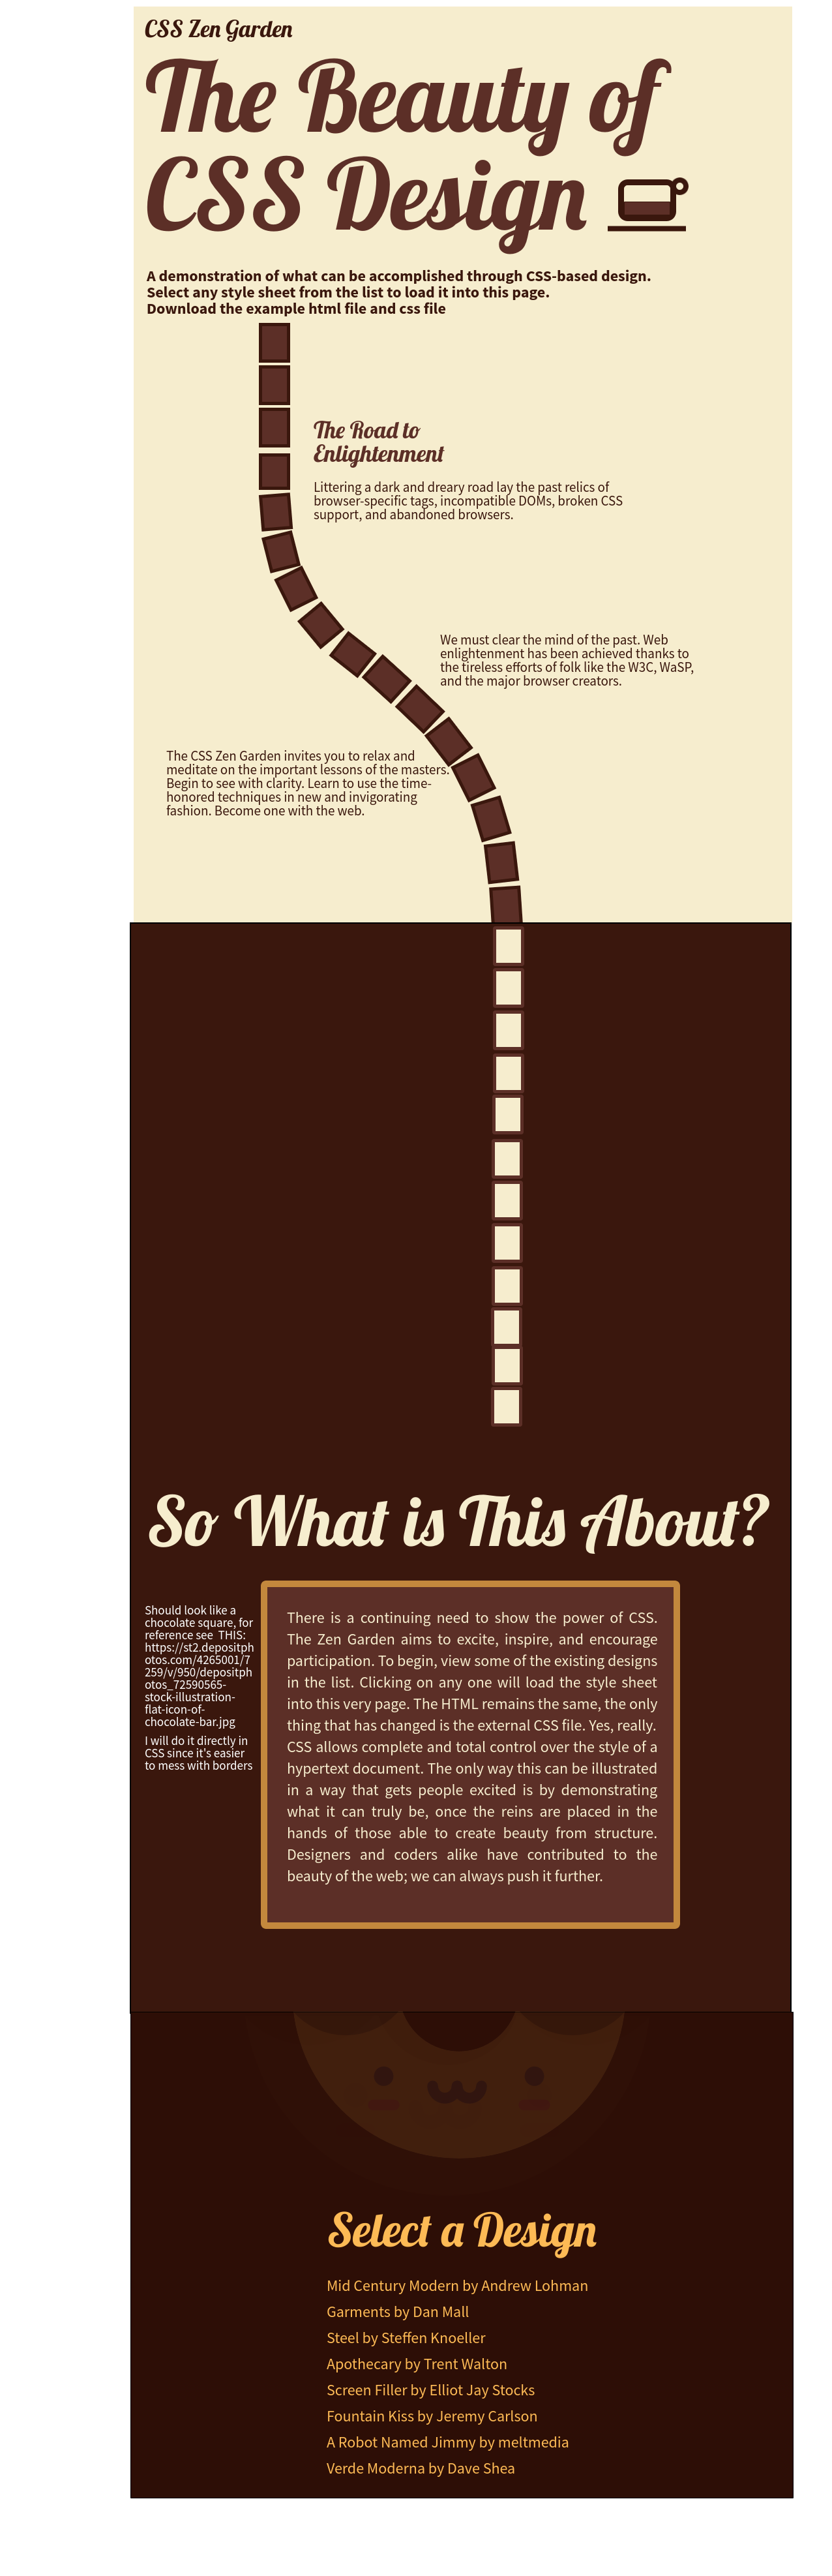 CSS Zen Garden
The Beauty of
CSS Design
A demonstration of what can be accomplished through CSS-based design.
Select any style sheet from the list to load it into this page.
Download the example html file and css file
The Road to
Enlightenment
Littering a dark and dreary road lay the past relics of
browser-specific tags, incompatible DOMs, broken CSS
support, and abandoned browsers.
We must clear the mind of the past. Web
enlightenment has been achieved thanks to
the tireless efforts of folk like the W3C, WaSP,
and the major browser creators.
The CSS Zen Garden invites you to relax and
meditate on the important lessons of the masters.
Begin to see with clarity. Learn to use the time-
honored techniques in new and invigorating
fashion. Become one with the web.
So What is This About?
Should look like a
chocolate square, for
reference see  THIS:
https://st2.depositph
otos.com/4265001/7
259/v/950/depositph
otos_72590565-
stock-illustration-
flat-icon-of-
chocolate-bar.jpg
I will do it directly in
CSS since it's easier
to mess with borders
There is a continuing need to show the power of CSS.
The Zen Garden aims to excite, inspire, and encourage
participation. To begin, view some of the existing designs
in the list. Clicking on any one will load the style sheet
into this very page. The HTML remains the same, the only
thing that has changed is the external CSS file. Yes, really.
CSS allows complete and total control over the style of a
hypertext document. The only way this can be illustrated
in a way that gets people excited is by demonstrating
what it can truly be, once the reins are placed in the
hands of those able to create beauty from structure.
Designers and coders alike have contributed to the
beauty of the web; we can always push it further.
Select a Design
Mid Century Modern by Andrew Lohman
Garments by Dan Mall
Steel by Steffen Knoeller
Apothecary by Trent Walton
Screen Filler by Elliot Jay Stocks
Fountain Kiss by Jeremy Carlson
A Robot Named Jimmy by meltmedia
Verde Moderna by Dave Shea